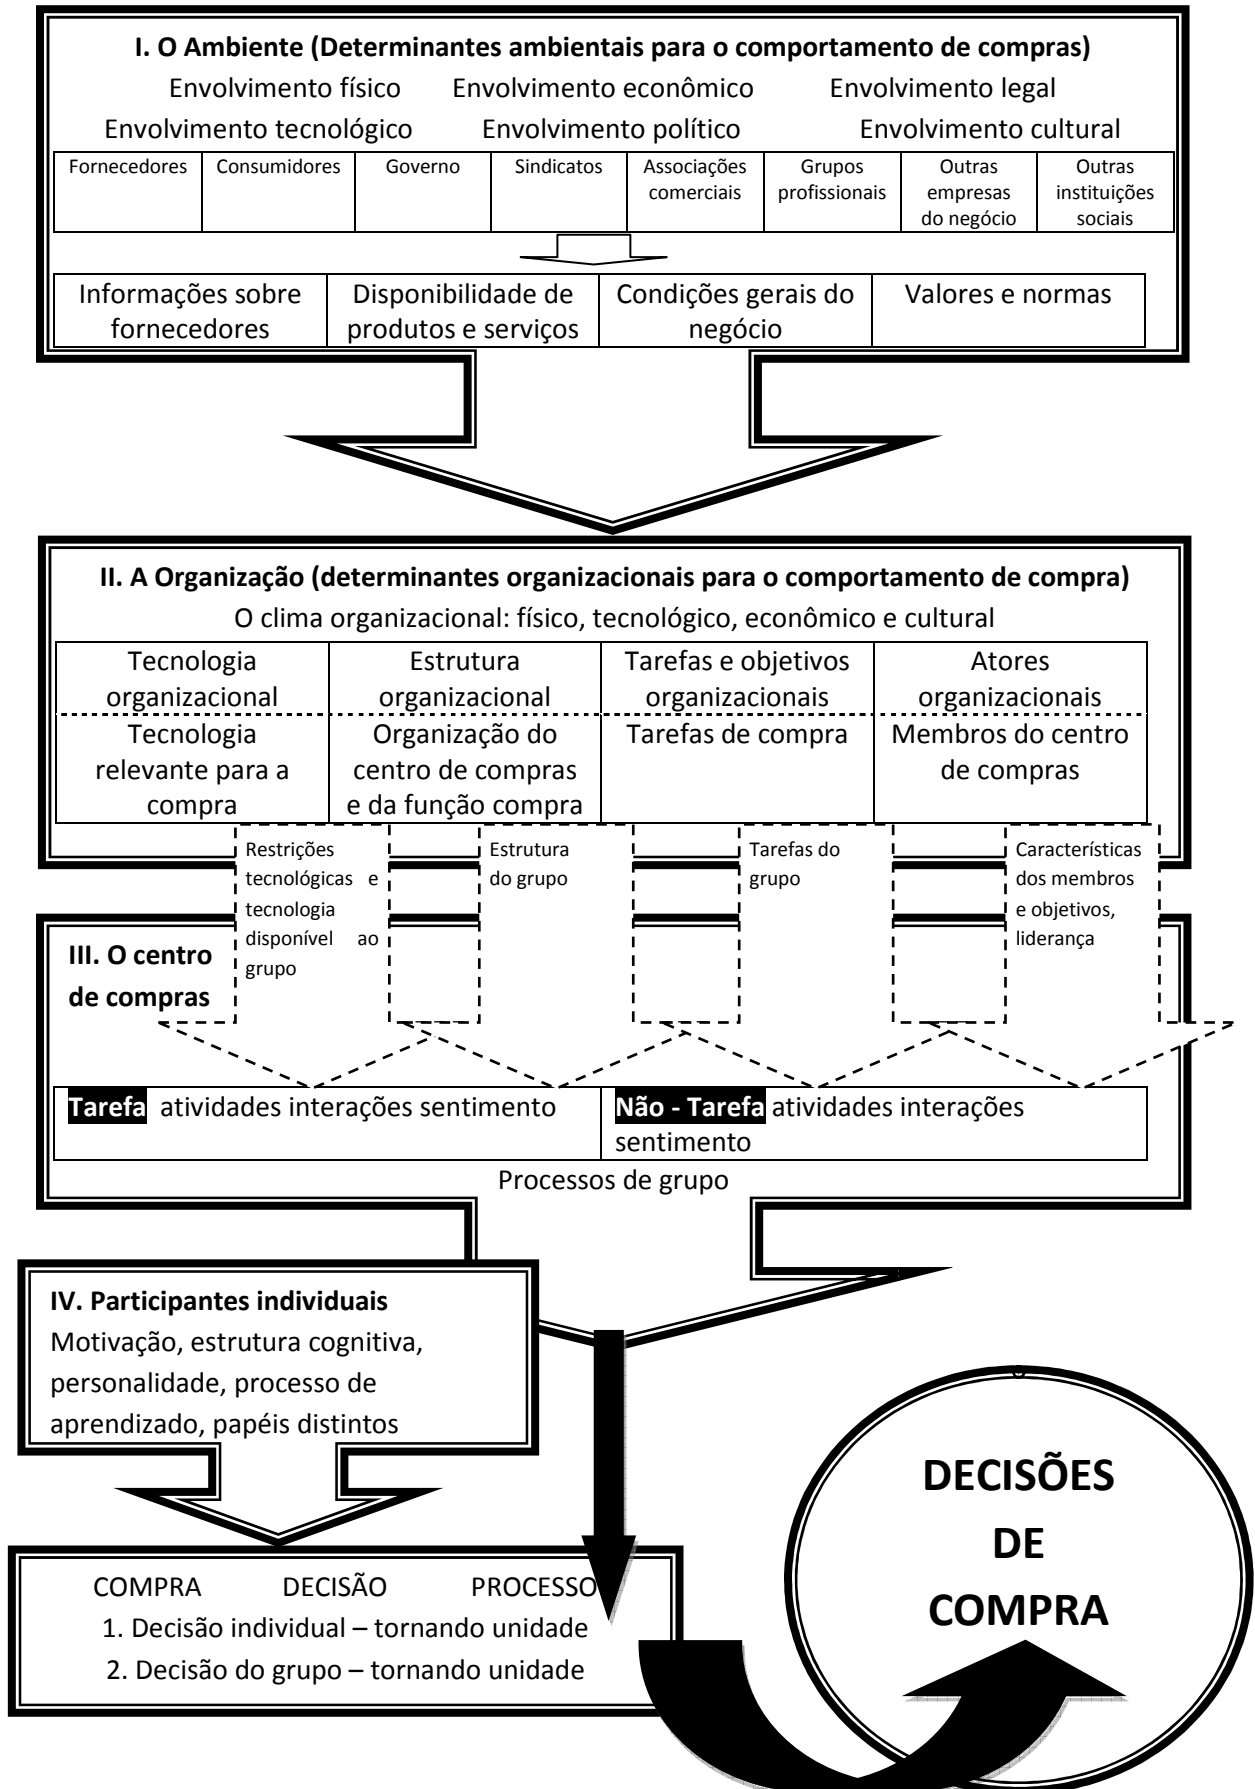 I. O Ambiente (Determinantes ambientais para o comportamento de compras)
Envolvimento físico Envolvimento econômico Envolvimento legal
Envolvimento tecnológico Envolvimento político Envolvimento cultural
Fornecedores
Consumidores
Governo
Sindicatos
Associações
comerciais
Grupos
profissionais
Outras
empresas
do negócio
Outras
instituições
sociais
Informações sobre
fornecedores
Disponibilidade de
produtos e serviços
Condições gerais do
negócio
Valores e normas
II. A Organização (determinantes organizacionais para o comportamento de compra)
O clima organizacional: físico, tecnológico, econômico e cultural
Tecnologia
organizacional
Estrutura
organizacional
Tarefas e objetivos
organizacionais
Atores
organizacionais
Tecnologia
relevante para a
compra
Organização do
centro de compras
e da função compra
Tarefas de compra
Membros do centro
de compras
Restrições
tecnológicas e
tecnologia
disponível ao
grupo
Estrutura
do grupo
Tarefas do
grupo
Características
dos membros
e objetivos,
liderança
III. O centro
de compras
Tarefa atividades interações sentimento
Não - Tarefa atividades interações
sentimento
Processos de grupo
IV. Participantes individuais
Motivação, estrutura cognitiva,
personalidade, processo de
aprendizado, papéis distintos
COMPRA DECISÃO PROCESSO
1. Decisão individual – tornando unidade
2. Decisão do grupo – tornando unidade
DECISÕES
DE
COMPRA